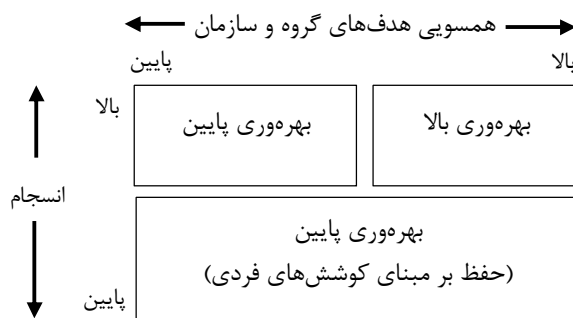 همسویی هدف‌های گروه و سازمان
بالا
پایین
بالا
بهره‌وری بالا
بهره‌وری پایین
انسجام
بهره‌وری پایین
(حفظ بر مبنای کوشش‌های فردی)
پایین